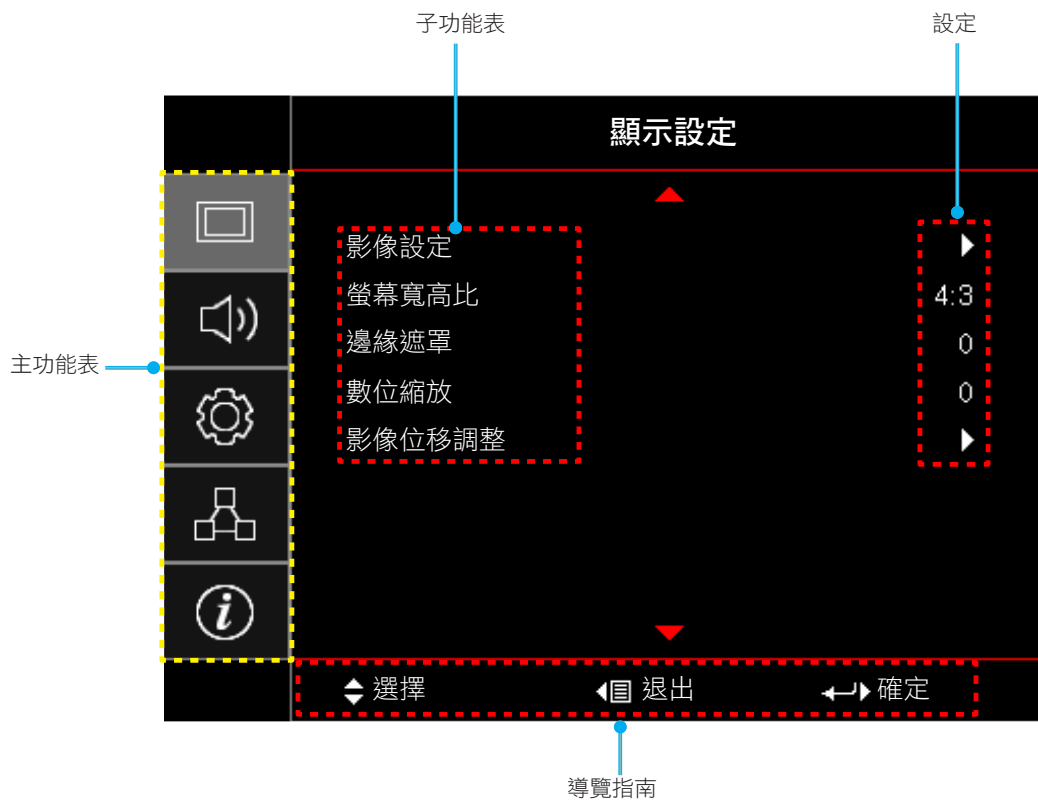 子功能表
設定
顯示設定
影像設定
螢幕寬高比 4:3
邊緣遮罩 0
數位縮放 0
影像位移調整
主功能表
i
選擇 退出 確定
導覽指南